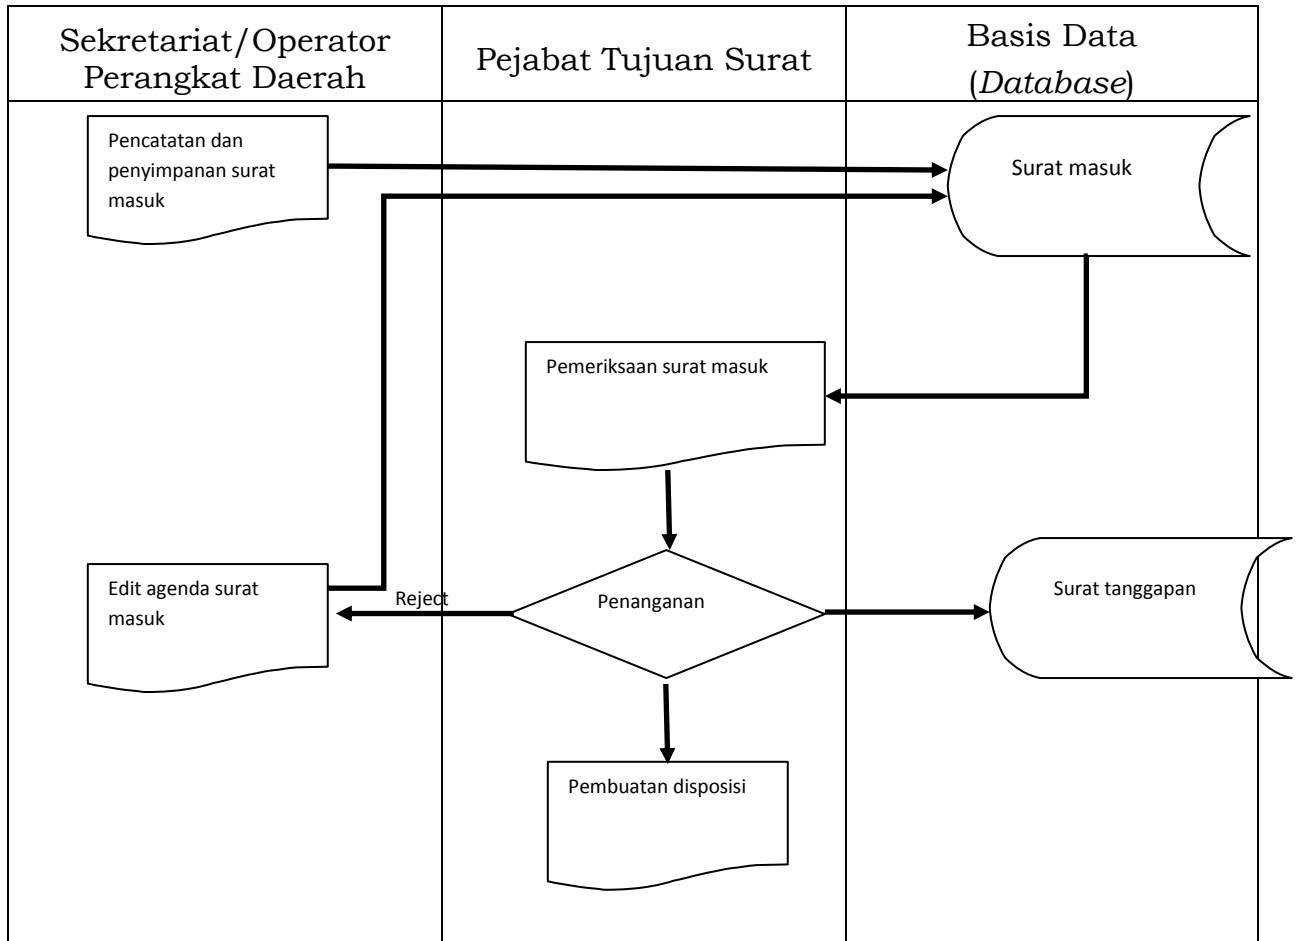 Sekretariat/Operator
Perangkat Daerah
Pejabat Tujuan Surat
Basis Data
(Database)
Pencatatan dan
penyimpanan surat
masuk
Surat masuk
Pemeriksaan surat masuk
Edit agenda surat
masuk
Reject
Penanganan
Surat tanggapan
Pembuatan disposisi